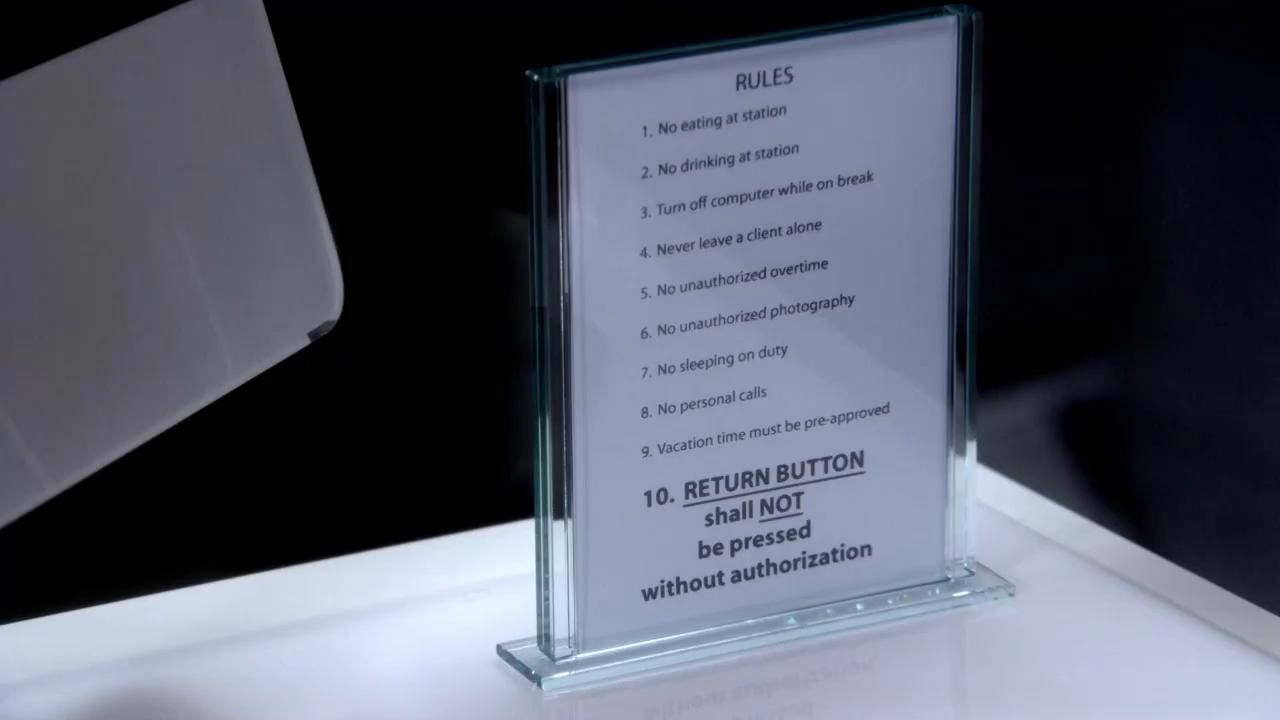 RULES
1. No eating at station
2. No drinking at station
3. Turn off computer while on break
4. Never leave a client alone
5. No unauthorized overtime
6. No unauthorized photography
7. No sleeping on duty
8. No personal calls
9. Vacation time must be pre-approved
10. RETURN BUTTON
shall NOT
be pressed
without authorization